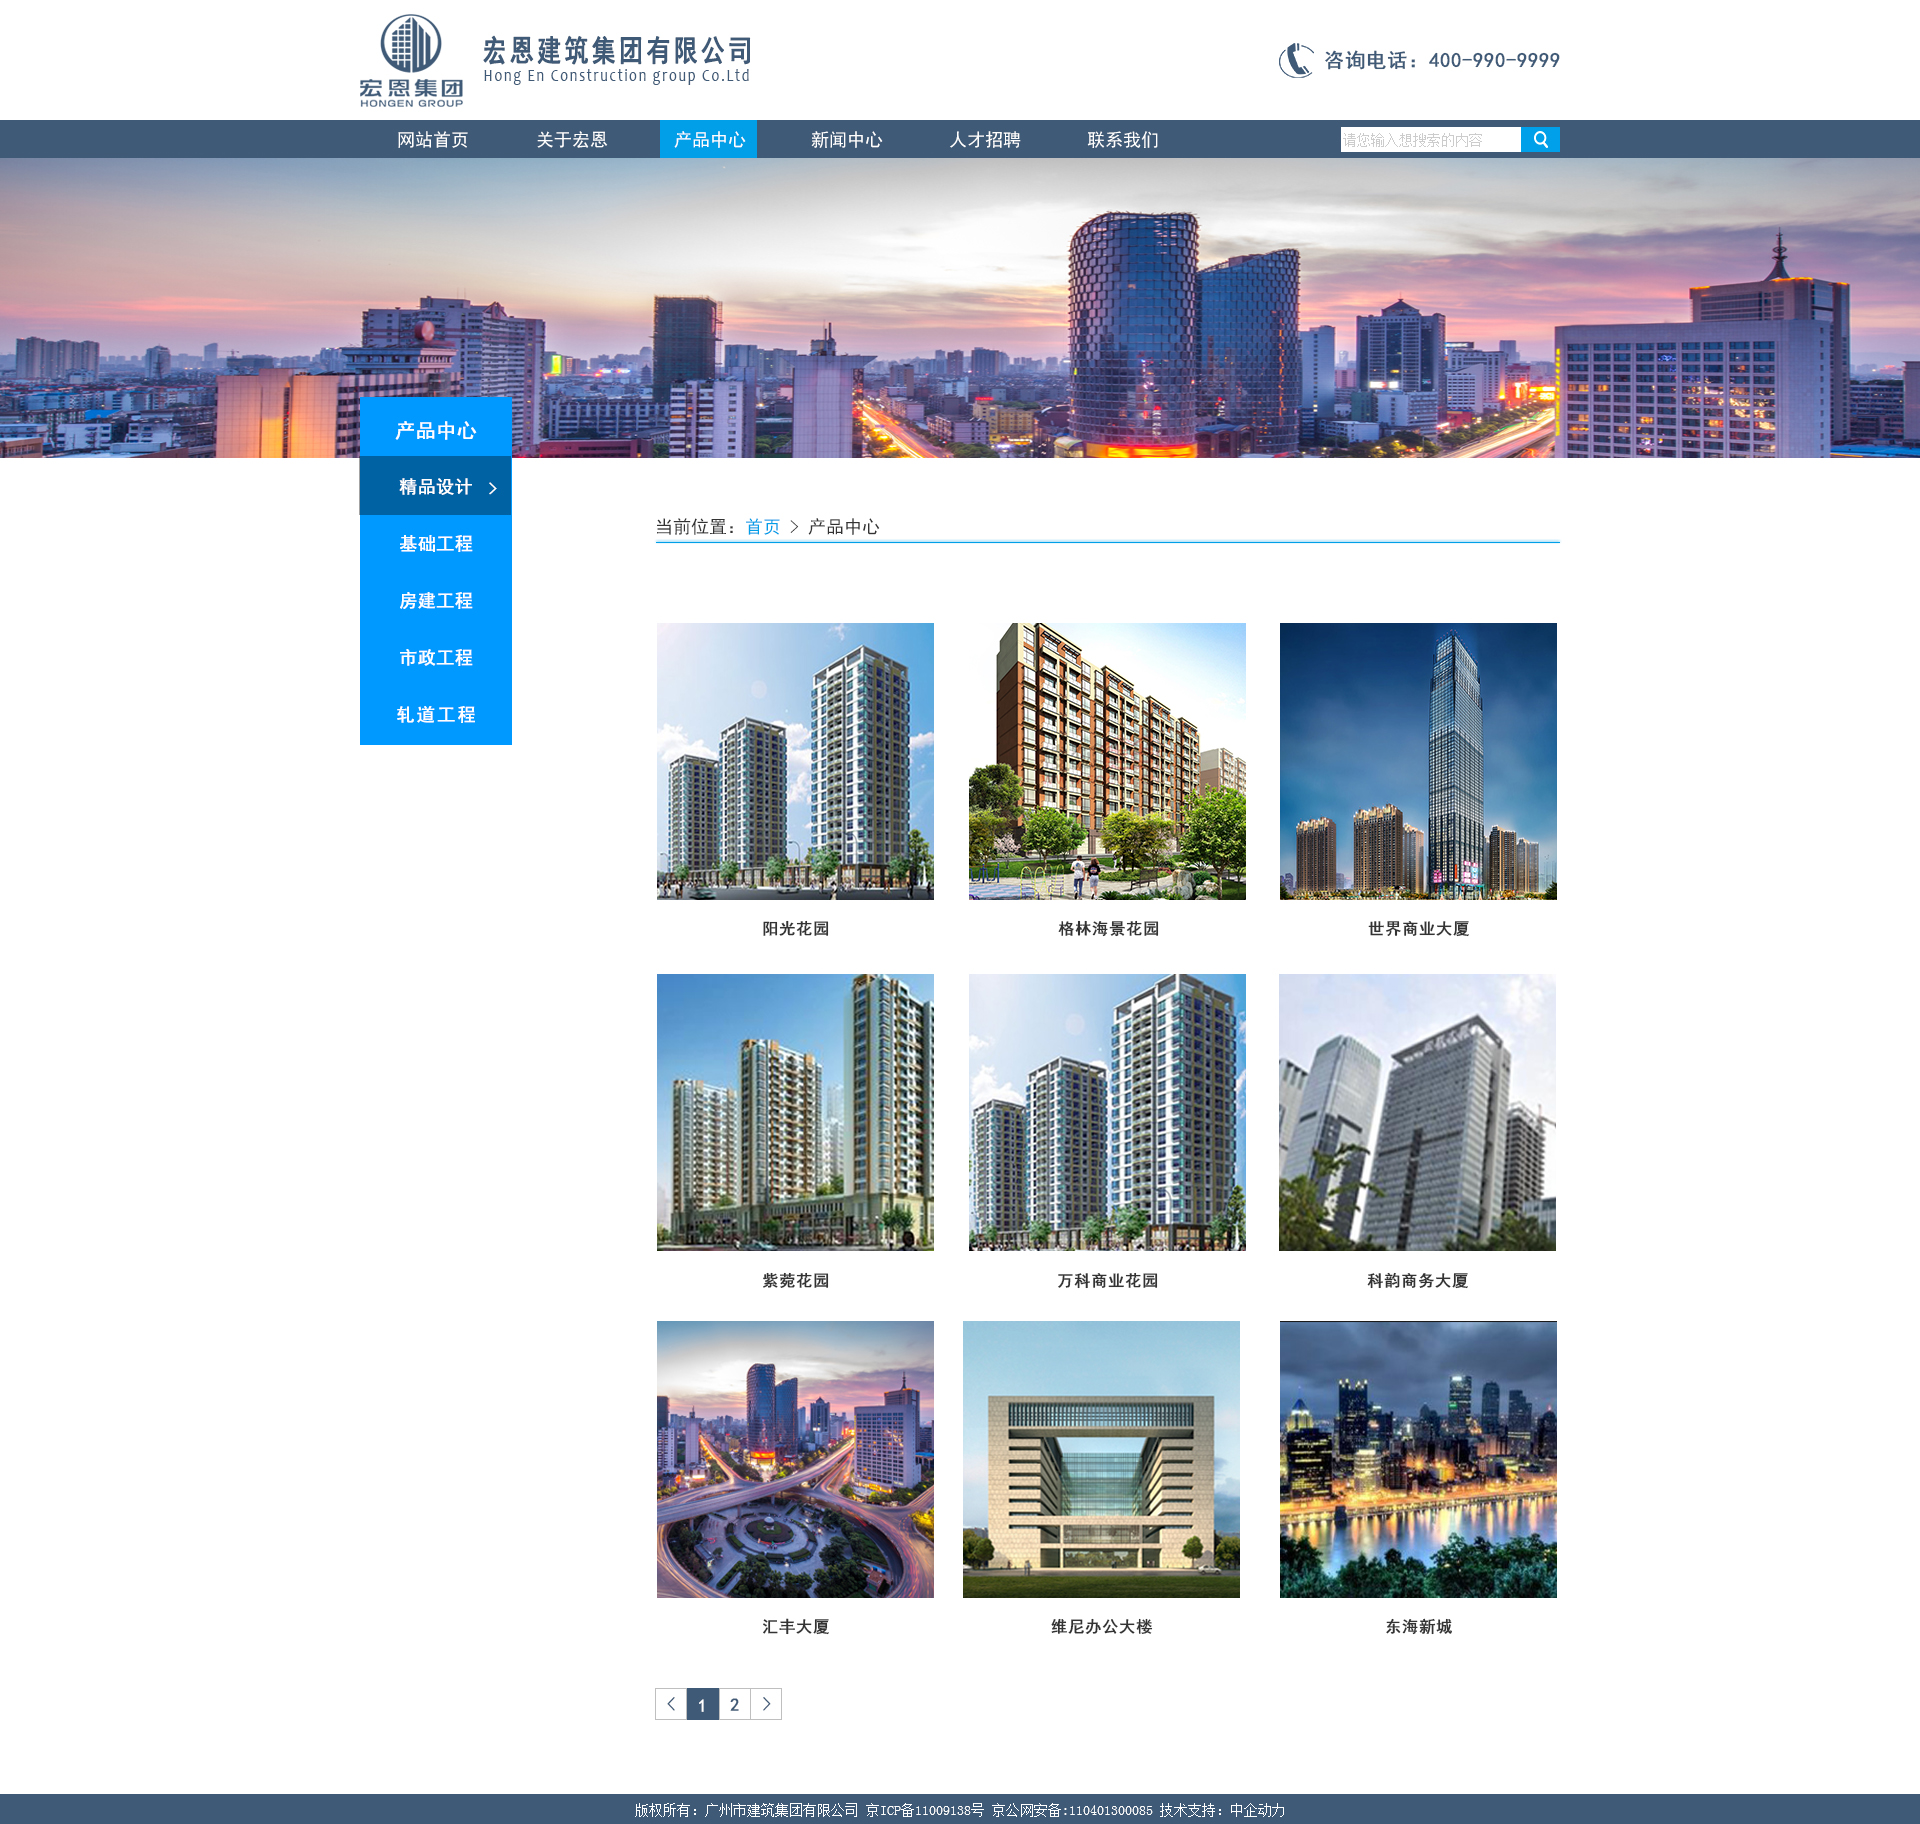 宏恩集团
HONGEN GROUP
宏恩建筑集团有限公司
Hong En Construction group Co.Ltd
咨询电话：400-990-9999
网站首页 关于宏恩 产品中心 新闻中心 人才招聘 联系我们 请您输入想搜索的内容
产品中心
精品设计 >
基础工程
房建工程
市政工程
轧道工程
当前位置：首页 > 产品中心
阳光花园 格林海景花园 世界商业大厦
紫菀花园 万科商业花园 科韵商务大厦
汇丰大厦 维尼办公大楼 东海新城
< 1 2 >
版权所有：广州市建筑集团有限公司 京ICP备11009138号 京公网安备:110401300085 技术支持：中企动力